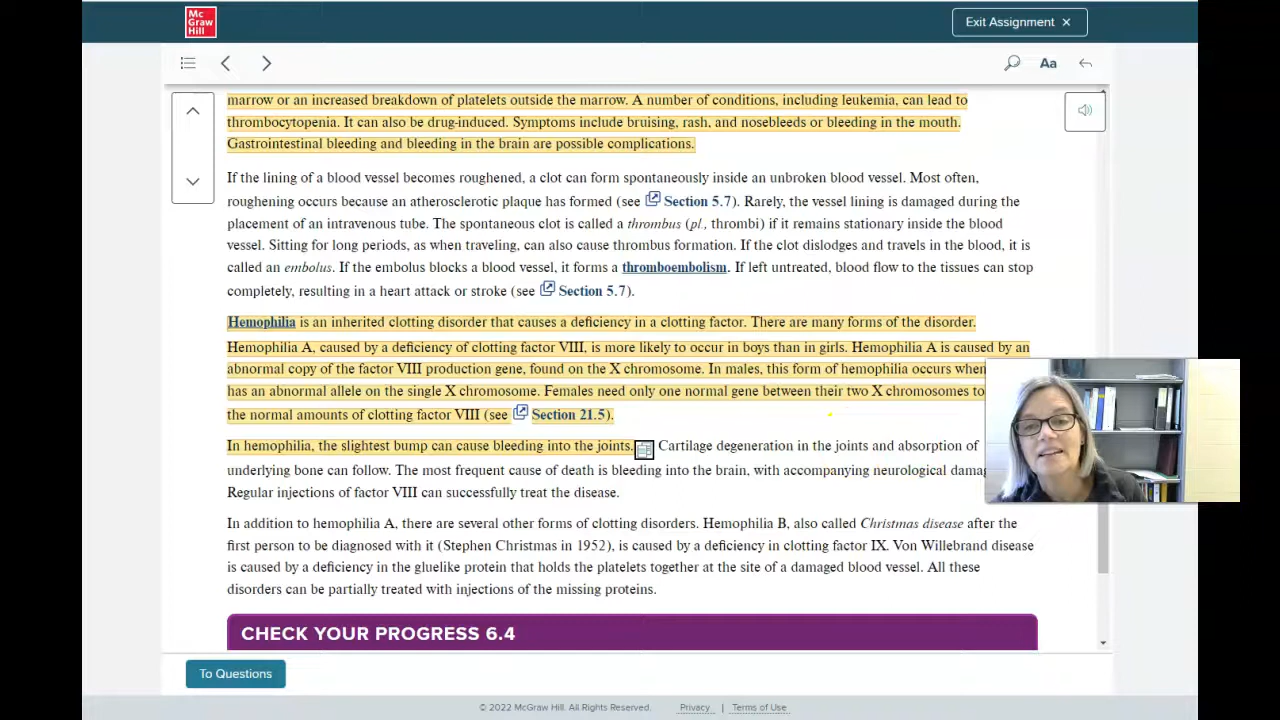 Mc
Graw
Hill
Exit Assignment ×
Aa
marrow or an increased breakdown of platelets outside the marrow. A number of conditions, including leukemia, can lead to
thrombocytopenia. It can also be drug-induced. Symptoms include bruising, rash, and nosebleeds or bleeding in the mouth.
Gastrointestinal bleeding and bleeding in the brain are possible complications.
If the lining of a blood vessel becomes roughened, a clot can form spontaneously inside an unbroken blood vessel. Most often,
roughening occurs because an atherosclerotic plaque has formed (see Section 5.7). Rarely, the vessel lining is damaged during the
placement of an intravenous tube. The spontaneous clot is called a thrombus (pl., thrombi) if it remains stationary inside the blood
vessel. Sitting for long periods, as when traveling, can also cause thrombus formation. If the clot dislodges and travels in the blood, it is
called an embolus. If the embolus blocks a blood vessel, it forms a thromboembolism. If left untreated, blood flow to the tissues can stop
completely, resulting in a heart attack or stroke (see Section 5.7).
Hemophilia is an inherited clotting disorder that causes a deficiency in a clotting factor. There are many forms of the disorder.
Hemophilia A, caused by a deficiency of clotting factor VIII, is more likely to occur in boys than in girls. Hemophilia A is caused by an
abnormal copy of the factor VIII production gene, found on the X chromosome. In males, this form of hemophilia occurs when
has an abnormal allele on the single X chromosome. Females need only one normal gene between their two X chromosomes to
the normal amounts of clotting factor VIII (see Section 21.5).
In hemophilia, the slightest bump can cause bleeding into the joints. Cartilage degeneration in the joints and absorption of
underlying bone can follow. The most frequent cause of death is bleeding into the brain, with accompanying neurological
Regular injections of factor VIII can successfully treat the disease.
In addition to hemophilia A, there are several other forms of clotting disorders. Hemophilia B, also called Christmas disease after the
first person to be diagnosed with it (Stephen Christmas in 1952), is caused by a deficiency in clotting factor IX. Von Willebrand disease
is caused by a deficiency in the gluelike protein that holds the platelets together at the site of a damaged blood vessel. All these
disorders can be partially treated with injections of the missing proteins.
CHECK YOUR PROGRESS 6.4
To Questions
© 2022 McGraw Hill. All Rights Reserved. Privacy | Terms of Use